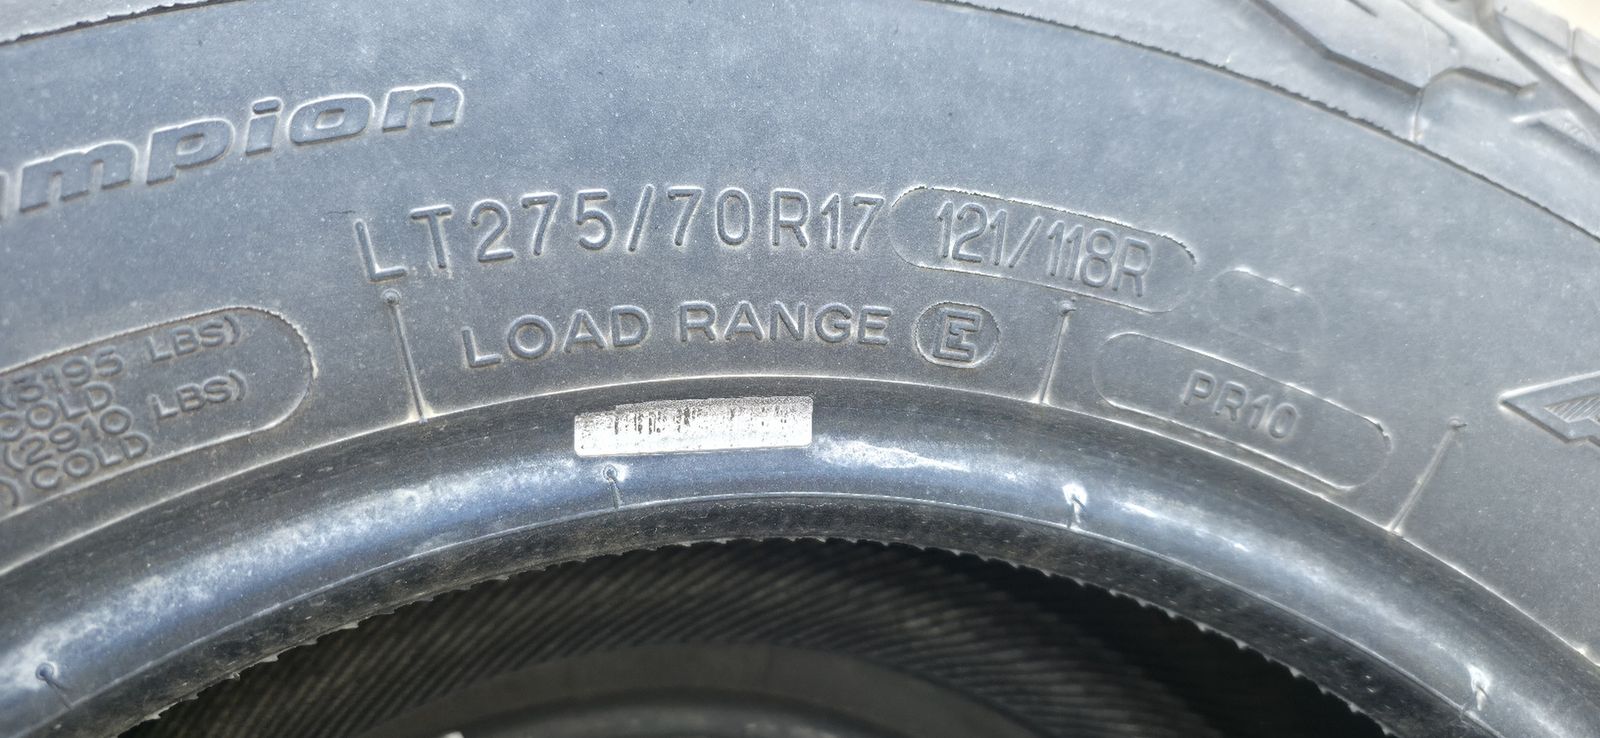 mpion
LT275/70R17 121/118R
LOAD RANGE E
PR10
(3195 LBS)
COLD
(2910 LBS)
) COLD